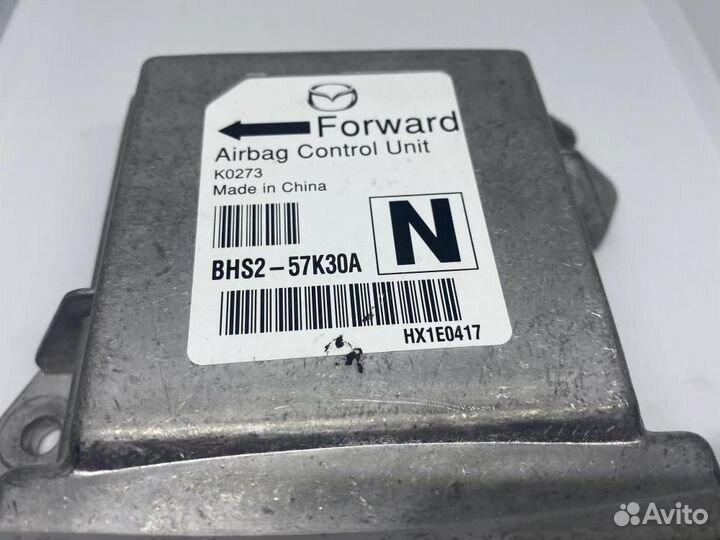 Forward
Airbag Control Unit
K0273
Made in China
N
BHS2-57K30A
HX1E0417
Avito